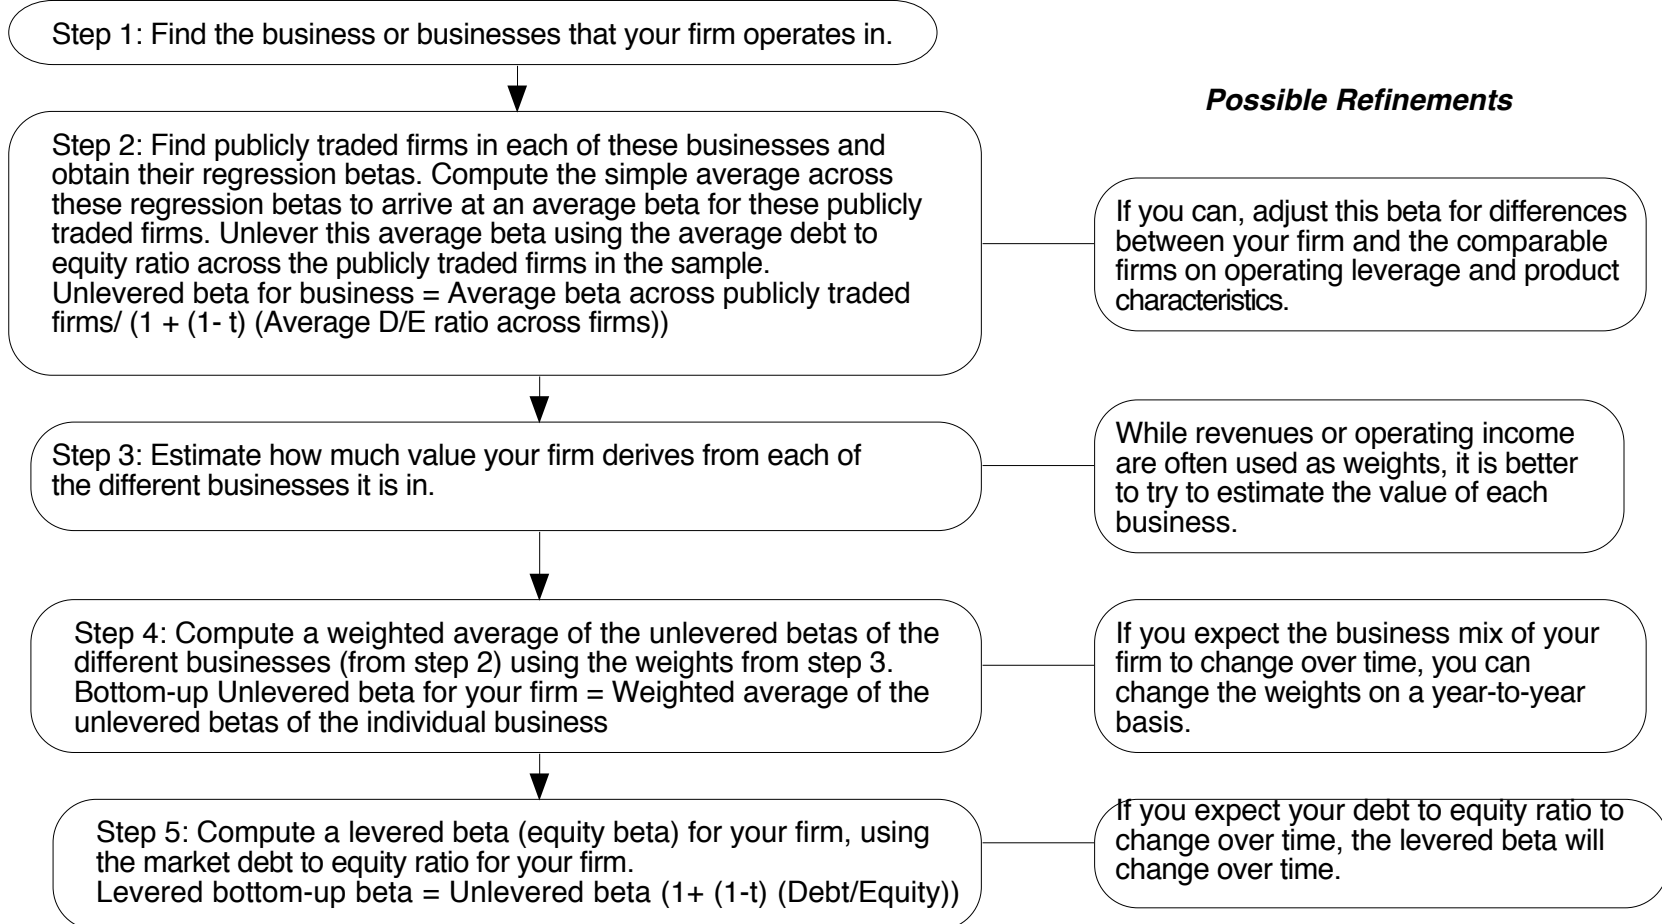 Step 1: Find the business or businesses that your firm operates in.
Possible Refinements
Step 2: Find publicly traded firms in each of these businesses and
obtain their regression betas. Compute the simple average across
these regression betas to arrive at an average beta for these publicly
traded firms. Unlever this average beta using the average debt to
equity ratio across the publicly traded firms in the sample.
Unlevered beta for business = Average beta across publicly traded
firms/ (1 + (1- t) (Average D/E ratio across firms))
If you can, adjust this beta for differences
between your firm and the comparable
firms on operating leverage and product
characteristics.
Step 3: Estimate how much value your firm derives from each of
the different businesses it is in.
While revenues or operating income
are often used as weights, it is better
to try to estimate the value of each
business.
Step 4: Compute a weighted average of the unlevered betas of the
different businesses (from step 2) using the weights from step 3.
Bottom-up Unlevered beta for your firm = Weighted average of the
unlevered betas of the individual business
If you expect the business mix of your
firm to change over time, you can
change the weights on a year-to-year
basis.
Step 5: Compute a levered beta (equity beta) for your firm, using
the market debt to equity ratio for your firm.
Levered bottom-up beta = Unlevered beta (1+ (1-t) (Debt/Equity))
If you expect your debt to equity ratio to
change over time, the levered beta will
change over time.